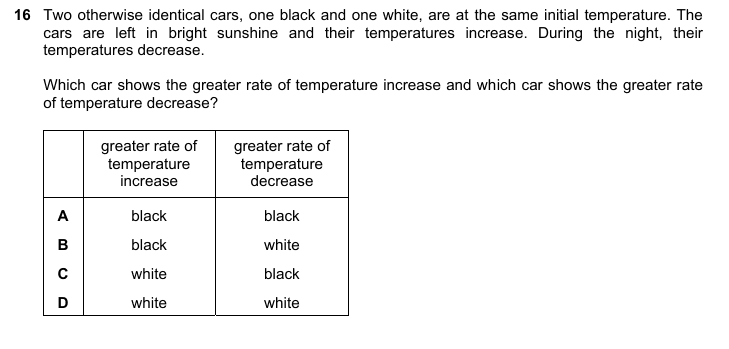 16 Two otherwise identical cars, one black and one white, are at the same initial temperature. The
cars are left in bright sunshine and their temperatures increase. During the night, their
temperatures decrease.
Which car shows the greater rate of temperature increase and which car shows the greater rate
of temperature decrease?
greater rate of temperature increase greater rate of temperature decrease
A black black
B black white
C white black
D white white